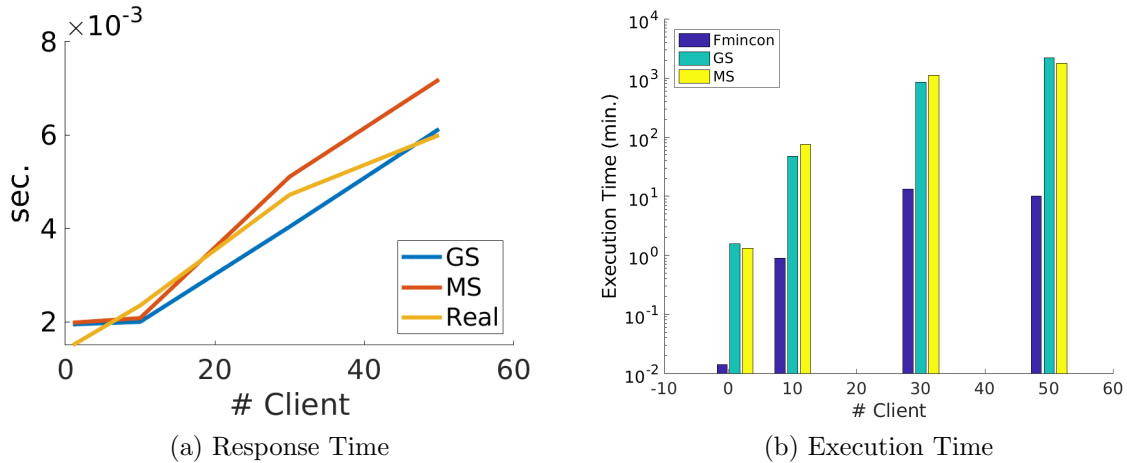 ×10⁻³
8
6
4
2
sec.
0 20 40 60
# Client
GS
MS
Real
(a) Response Time
10⁴
10³
10²
10¹
10⁰
10⁻¹
10⁻²
Execution Time (min.)
Fmincon
GS
MS
-10 0 10 20 30 40 50 60
# Client
(b) Execution Time